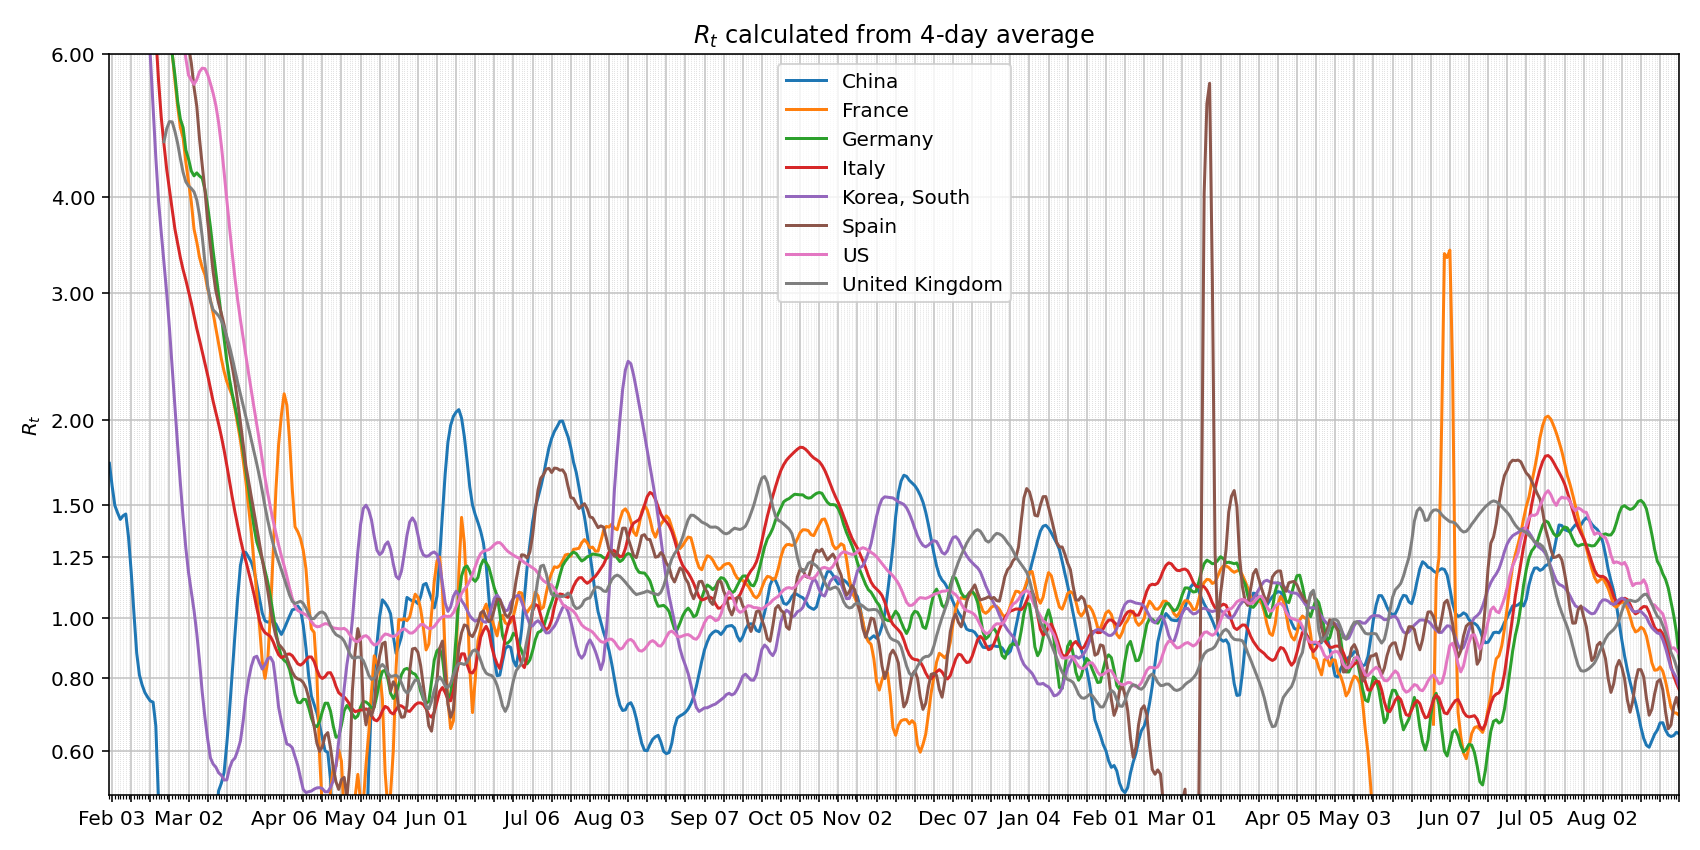 R_t calculated from 4-day average
6.00
4.00
3.00
2.00
1.50
1.25
1.00
0.80
0.60
R_t
China
France
Germany
Italy
Korea, South
Spain
US
United Kingdom
Feb 03 Mar 02 Apr 06 May 04 Jun 01 Jul 06 Aug 03 Sep 07 Oct 05 Nov 02 Dec 07 Jan 04 Feb 01 Mar 01 Apr 05 May 03 Jun 07 Jul 05 Aug 02